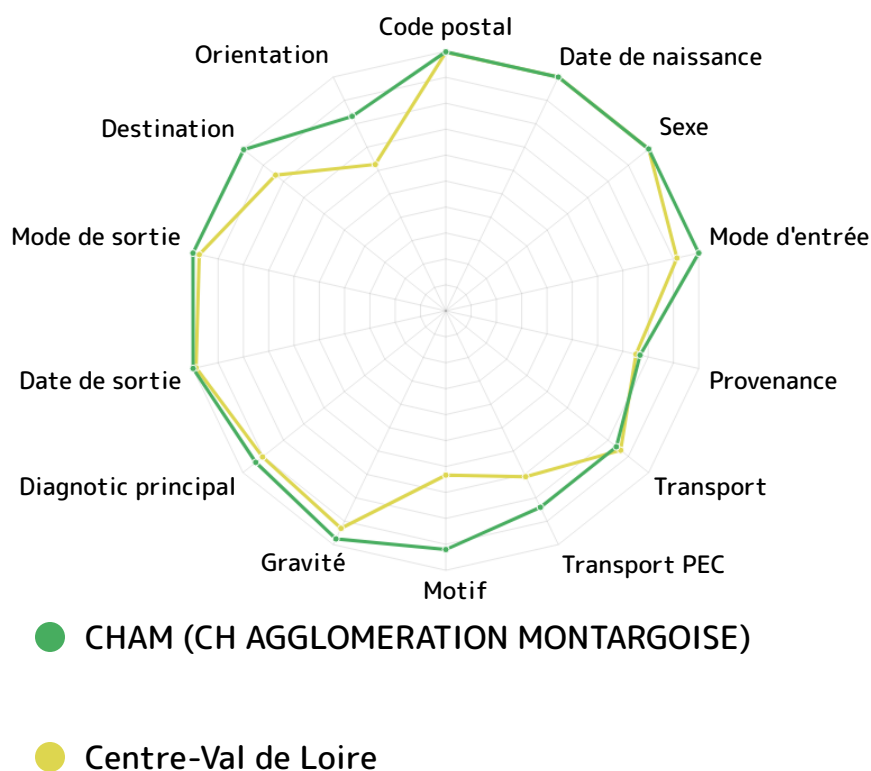 Code postal
Orientation
Date de naissance
Destination
Sexe
Mode de sortie
Mode d'entrée
Date de sortie
Provenance
Diagnotic principal
Transport
Gravité
Transport PEC
Motif
CHAM (CH AGGLOMERATION MONTARGOISE)
Centre-Val de Loire